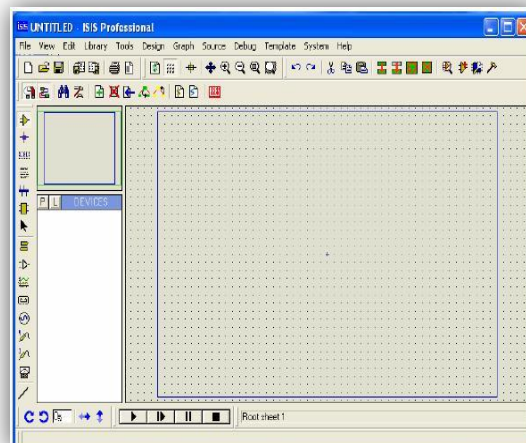 UNTITLED - ISIS Professional
File View Edit Library Tools Design Graph Source Debug Template System Help
P L DEVICES
Root sheet 1